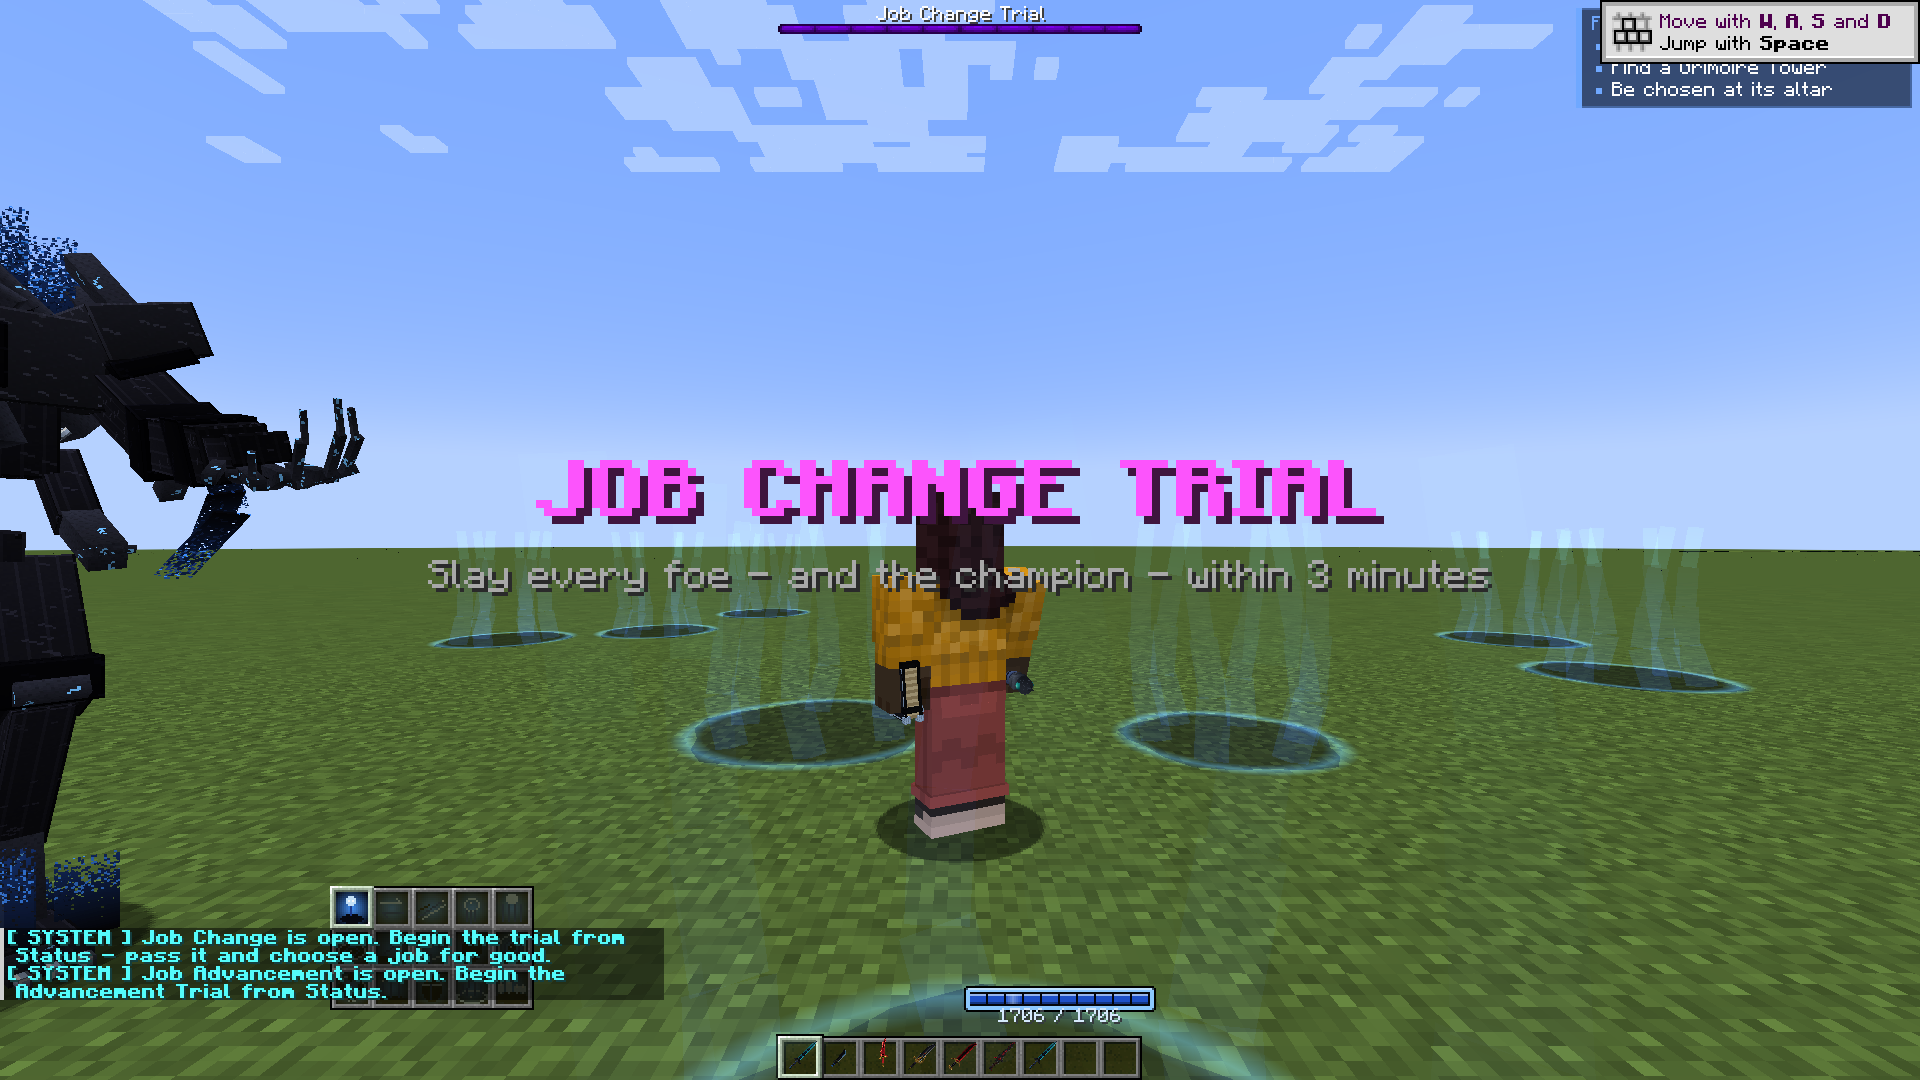 Job Change Trial
Move with W, A, S and D
Jump with Space
Find a Grimoire Tower
Be chosen at its altar
JOB CHANGE TRIAL
Slay every foe - and the champion - within 3 minutes
[ SYSTEM ] Job Change is open. Begin the trial from
Status - pass it and choose a job for good.
[ SYSTEM ] Job Advancement is open. Begin the
Advancement Trial from Status.
1706 / 1706